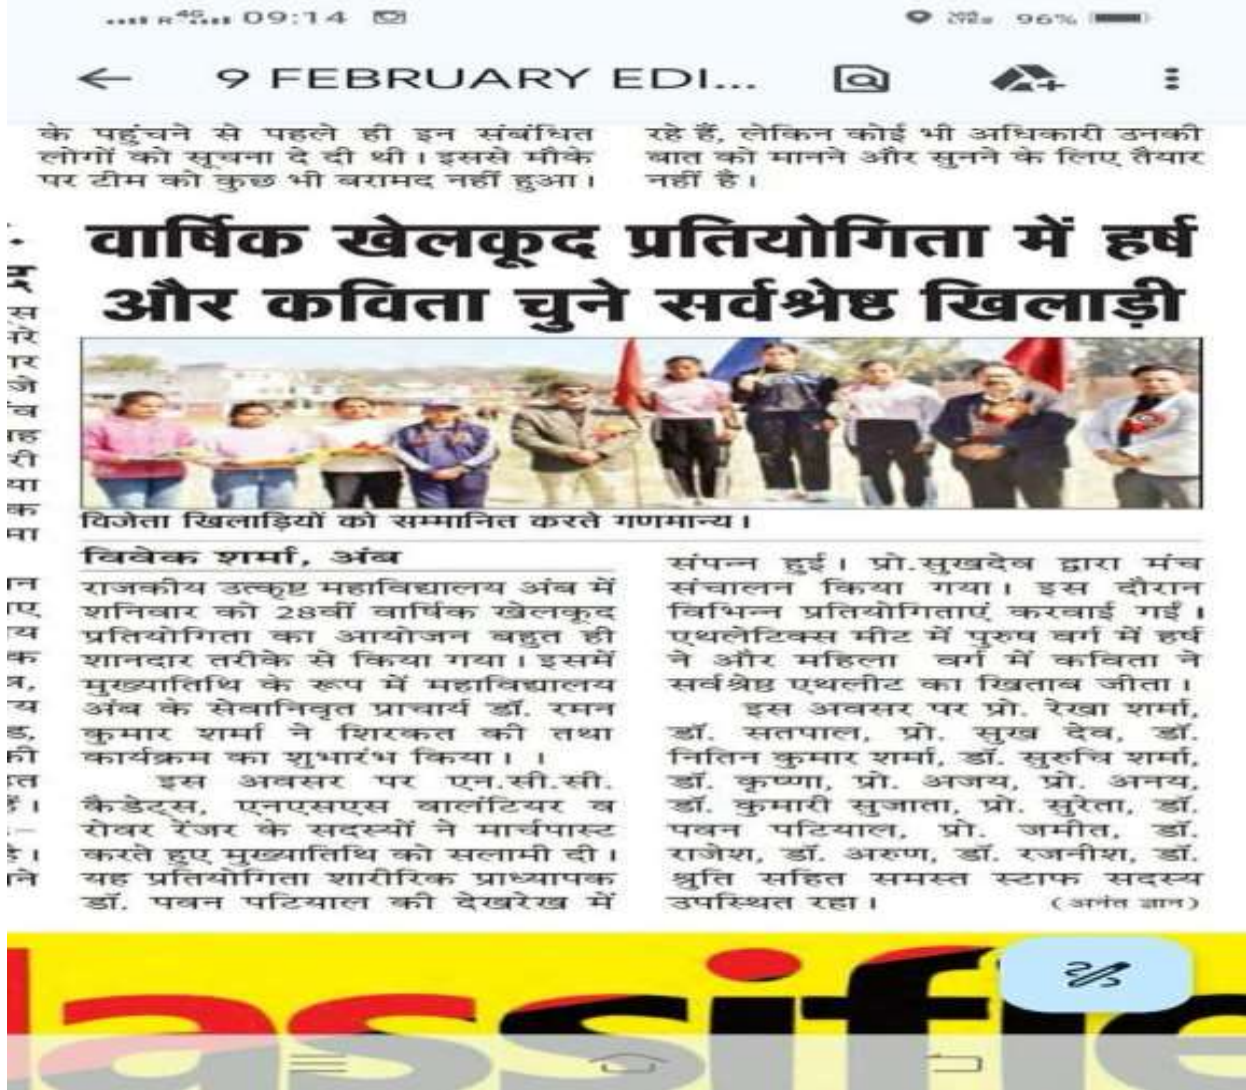 09:14
96%
9 FEBRUARY EDI...
के पहुंचने से पहले ही इन संबंधित
लोगों को सूचना दे दी थी। इससे मौके
पर टीम को कुछ भी बरामद नहीं हुआ।
रहे हैं, लेकिन कोई भी अधिकारी उनकी
बात को मानने और सुनने के लिए तैयार
नहीं है।
वार्षिक खेलकूद प्रतियोगिता में हर्ष
और कविता चुने सर्वश्रेष्ठ खिलाड़ी
विजेता खिलाड़ियों को सम्मानित करते गणमान्य।
विवेक शर्मा, अंब
राजकीय उत्कृष्ट महाविद्यालय अंब में
शनिवार को 28वीं वार्षिक खेलकूद
प्रतियोगिता का आयोजन बहुत ही
शानदार तरीके से किया गया। इसमें
मुख्यातिथि के रूप में महाविद्यालय
अंब के सेवानिवृत प्राचार्य डॉ. रमन
कुमार शर्मा ने शिरकत की तथा
कार्यक्रम का शुभारंभ किया। ।
इस अवसर पर एन.सी.सी.
कैडेट्स, एनएसएस वालंटियर व
रोवर रेंजर के सदस्यों ने मार्चपास्ट
करते हुए मुख्यातिथि को सलामी दी।
यह प्रतियोगिता शारीरिक प्राध्यापक
डॉ. पवन पटियाल की देखरेख में
संपन्न हुई। प्रो.सुखदेव द्वारा मंच
संचालन किया गया। इस दौरान
विभिन्न प्रतियोगिताएं करवाई गईं।
एथलेटिक्स मीट में पुरुष वर्ग में हर्ष
ने और महिला वर्ग में कविता ने
सर्वश्रेष्ठ एथलीट का खिताब जीता।
इस अवसर पर प्रो. रेखा शर्मा,
डॉ. सतपाल, प्रो. सुख देव, डॉ.
नितिन कुमार शर्मा, डॉ. सुरुचि शर्मा,
डॉ. कृष्णा, प्रो. अजय, प्रो. अनय,
डॉ. कुमारी सुजाता, प्रो. सुरेता, डॉ.
पवन पटियाल, प्रो. जमीत, डॉ.
राजेश, डॉ. अरुण, डॉ. रजनीश, डॉ.
श्रुति सहित समस्त स्टाफ सदस्य
उपस्थित रहा।
(अनंत ज्ञान)
assifie